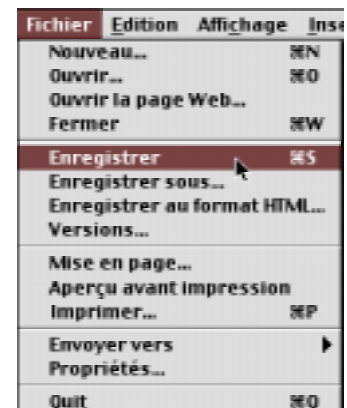 Fichier Edition Affichage Inse
Nouveau... ⌘N
Ouvrir... ⌘O
Ouvrir la page Web...
Fermer ⌘W
Enregistrer ⌘S
Enregistrer sous...
Enregistrer au format HTML...
Versions...
Mise en page...
Aperçu avant impression
Imprimer... ⌘P
Envoyer vers
Propriétés...
Quit ⌘Q